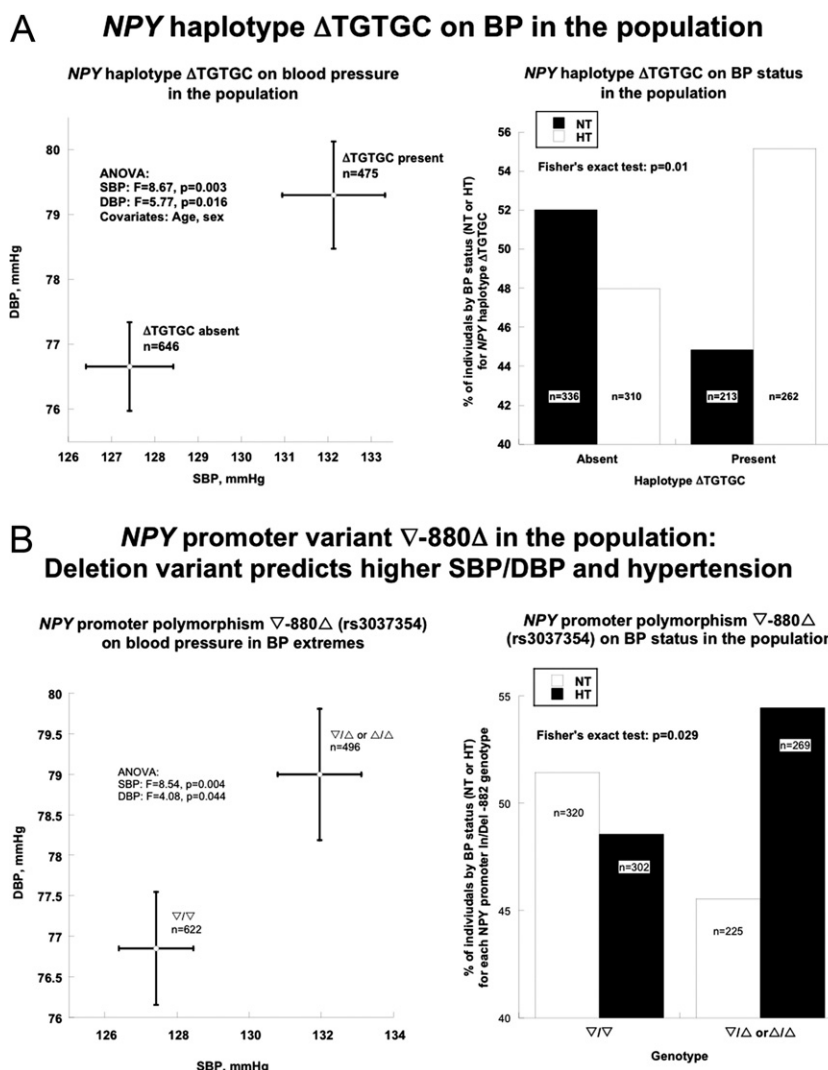 A
NPY haplotype ΔTGTGC on BP in the population
NPY haplotype ΔTGTGC on blood pressure
in the population
80
79
78
77
76
DBP, mmHg
ANOVA:
SBP: F=8.67, p=0.003
DBP: F=5.77, p=0.016
Covariates: Age, sex
ΔTGTGC present
n=475
ΔTGTGC absent
n=646
126 127 128 129 130 131 132 133
SBP, mmHg
NPY haplotype ΔTGTGC on BP status
in the population
NT
HT
Fisher's exact test: p=0.01
% of indiviudals by BP status (NT or HT)
for NPY haplotype ΔTGTGC
56
54
52
50
48
46
44
42
40
n=336
n=310
n=213
n=262
Absent Present
Haplotype ΔTGTGC
B
NPY promoter variant ∇-880Δ in the population:
Deletion variant predicts higher SBP/DBP and hypertension
NPY promoter polymorphism ∇-880△ (rs3037354)
on blood pressure in BP extremes
80
79.5
79
78.5
78
77.5
77
76.5
76
DBP, mmHg
ANOVA:
SBP: F=8.54, p=0.004
DBP: F=4.08, p=0.044
∇/△ or △/△
n=496
∇/∇
n=622
126 128 130 132 134
SBP, mmHg
NPY promoter polymorphism ∇-880△
(rs3037354) on BP status in the population
NT
HT
Fisher's exact test: p=0.029
% of indiviudals by BP status (NT or HT)
for each NPY promoter In/Del -882 genotype
55
50
45
40
n=320
n=302
n=225
n=269
∇/∇ ∇/△ or△/△
Genotype